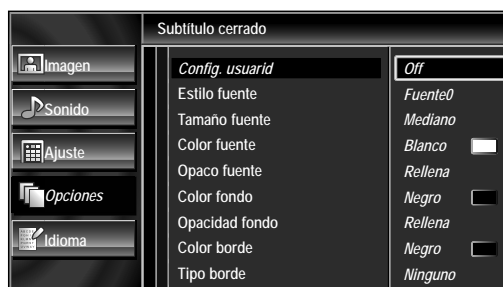 Subtítulo cerrado
Imagen
Sonido
Ajuste
Opciones
Idioma
Config. usuarid Off
Estilo fuente Fuente0
Tamaño fuente Mediano
Color fuente Blanco
Opaco fuente Rellena
Color fondo Negro
Opacidad fondo Rellena
Color borde Negro
Tipo borde Ninguno